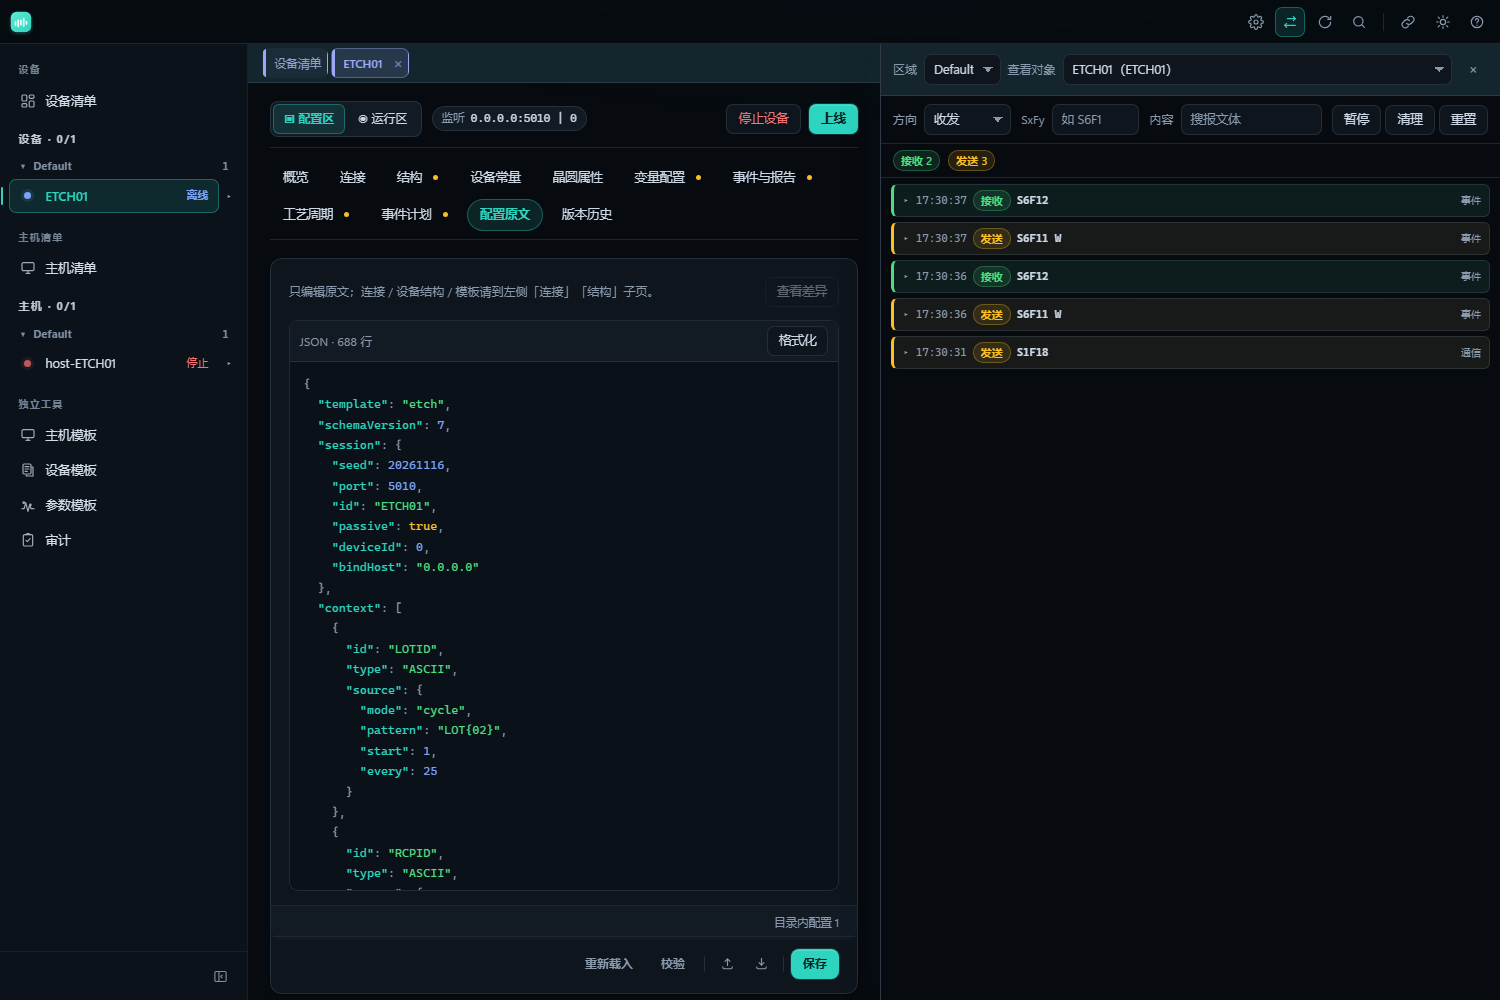 设备
设备清单
设备 · 0/1
Default 1
ETCH01 离线
主机清单
主机清单
主机 · 0/1
Default 1
host-ETCH01 停止
独立工具
主机模板
设备模板
参数模板
审计
设备清单
ETCH01 ×
配置区 运行区 监听 0.0.0.0:5010 | 0 停止设备 上线
概览 连接 结构 设备常量 晶圆属性 变量配置 事件与报告
工艺周期 事件计划 配置原文 版本历史
只编辑原文；连接 / 设备结构 / 模板请到左侧「连接」「结构」子页。 查看差异
JSON · 688 行 格式化
{
"template": "etch",
"schemaVersion": 7,
"session": {
"seed": 20261116,
"port": 5010,
"id": "ETCH01",
"passive": true,
"deviceId": 0,
"bindHost": "0.0.0.0"
},
"context": [
{
"id": "LOTID",
"type": "ASCII",
"source": {
"mode": "cycle",
"pattern": "LOT{02}",
"start": 1,
"every": 25
}
},
{
"id": "RCPID",
"type": "ASCII",
目录内配置 1
重新载入 校验 保存
区域 Default 查看对象 ETCH01 (ETCH01) ×
方向 收发 SxFy 如 S6F1 内容 搜报文体 暂停 清理 重置
接收 2 发送 3
17:30:37 接收 S6F12 事件
17:30:37 发送 S6F11 W 事件
17:30:36 接收 S6F12 事件
17:30:36 发送 S6F11 W 事件
17:30:31 发送 S1F18 通信